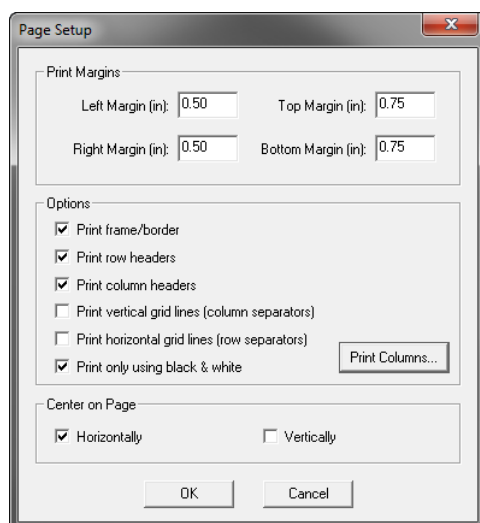 Page Setup
Print Margins
Left Margin (in): 0.50 Top Margin (in): 0.75
Right Margin (in): 0.50 Bottom Margin (in): 0.75
Options
Print frame/border
Print row headers
Print column headers
Print vertical grid lines (column separators)
Print horizontal grid lines (row separators)
Print only using black & white
Print Columns...
Center on Page
Horizontally Vertically
OK Cancel